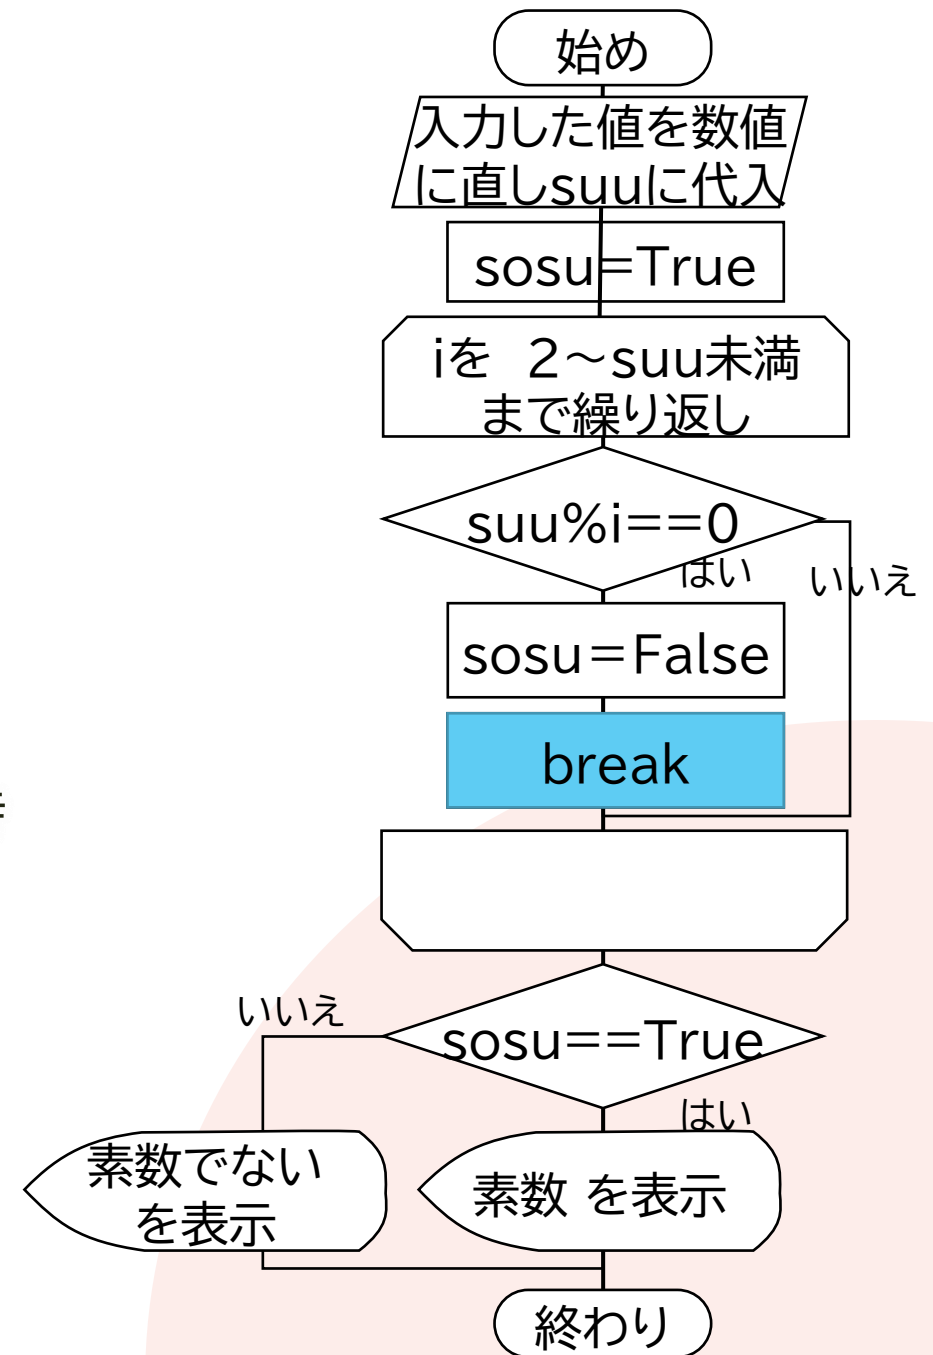 始め
入力した値を数値
に直しsuuに代入
sosu=True
iを 2～suu未満
まで繰り返し
suu%i==0
はい
いいえ
sosu=False
break
いいえ
sosu==True
はい
素数でない
を表示
素数 を表示
終わり